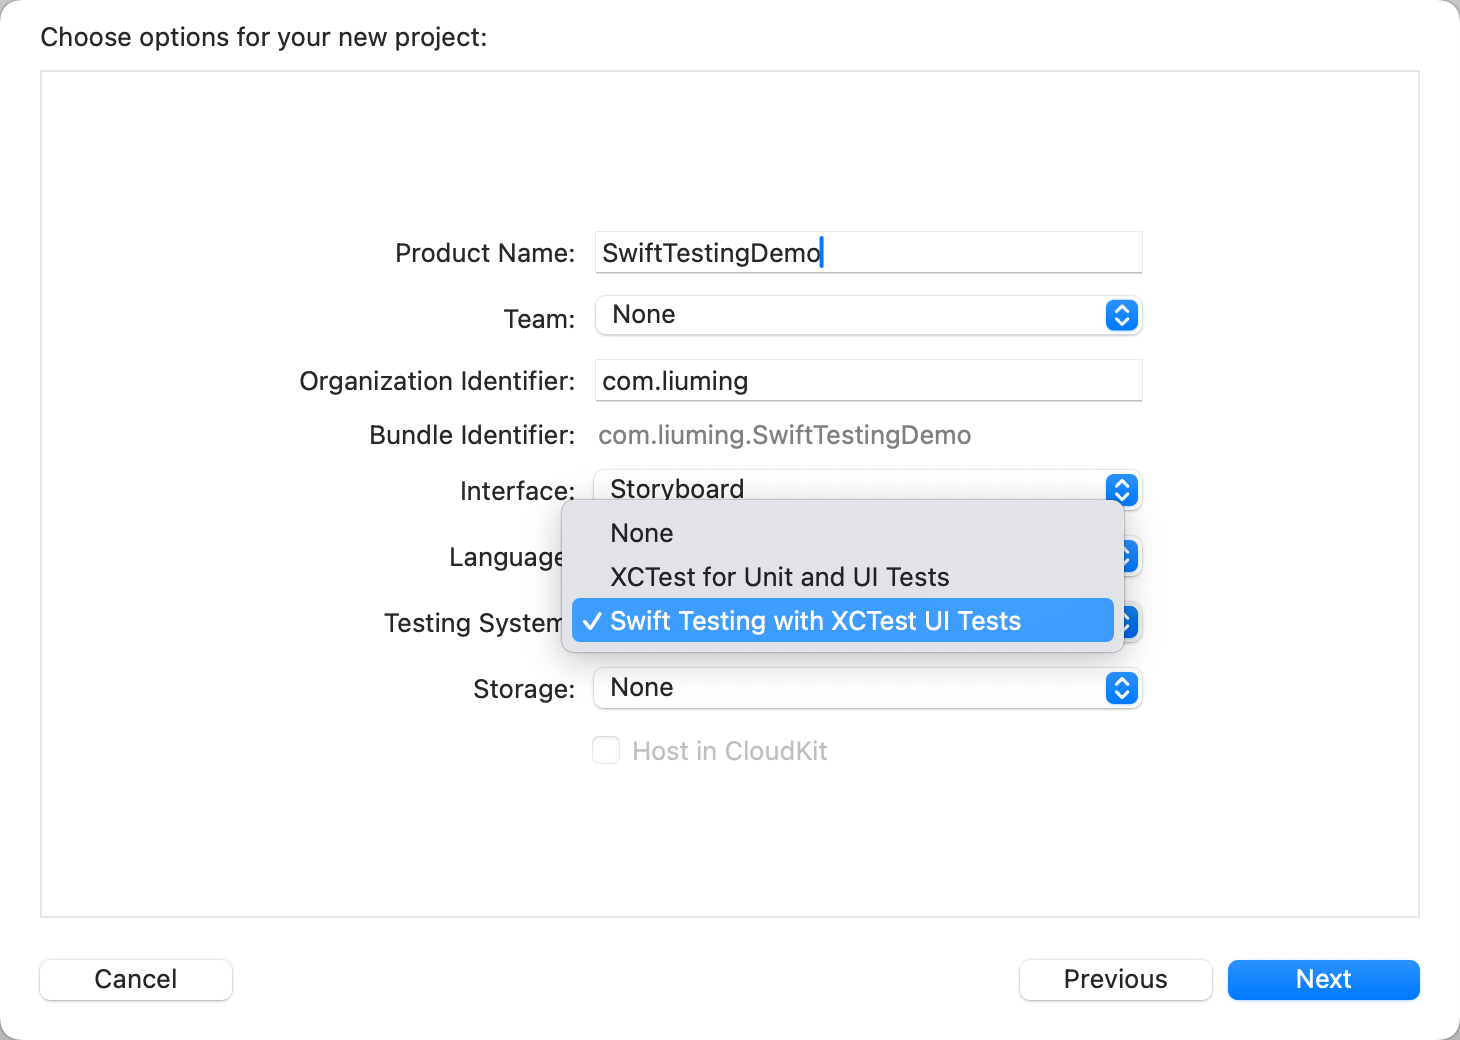 Choose options for your new project:
Product Name: SwiftTestingDemo
Team: None
Organization Identifier: com.liuming
Bundle Identifier: com.liuming.SwiftTestingDemo
Interface: Storyboard
None
Language
XCTest for Unit and UI Tests
Testing System
✓ Swift Testing with XCTest UI Tests
Storage: None
Host in CloudKit
Cancel
Previous
Next